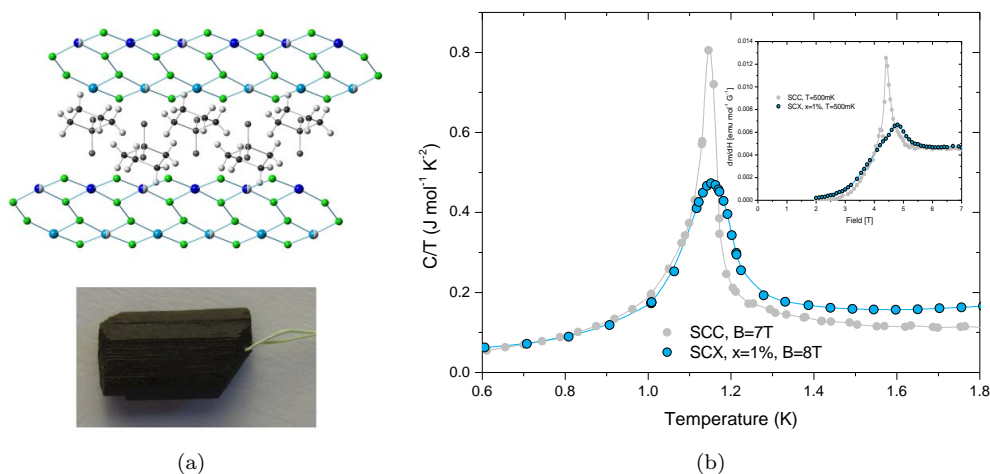 C/T (J mol⁻¹ K⁻²)
0.8
0.6
0.4
0.2
0.0
0.6 0.8 1.0 1.2 1.4 1.6 1.8
Temperature (K)
SCC, B=7T
SCX, x=1%, B=8T
dm/dH [emu mol⁻¹ G⁻¹]
0.014
0.012
0.010
0.008
0.006
0.004
0.002
0.000
0 1 2 3 4 5 6 7
Field [T]
SCC, T=500mK
SCX, x=1%, T=500mK
(a)
(b)